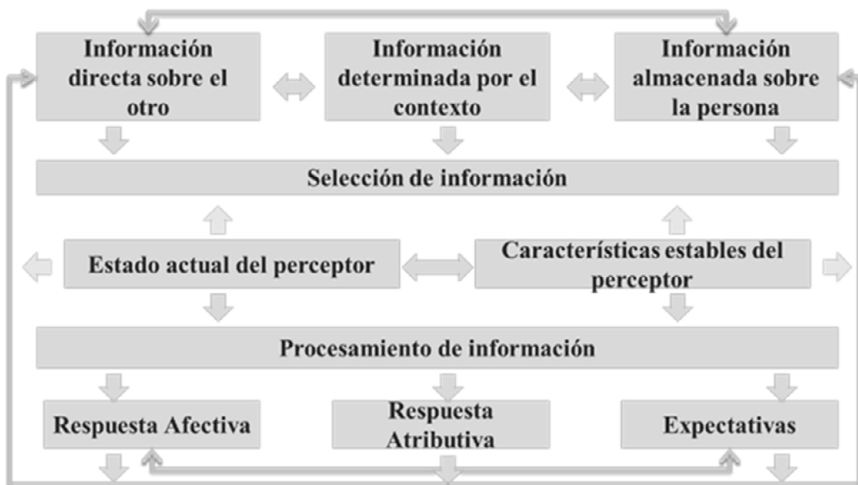 Información
directa sobre el
otro
Información
determinada por el
contexto
Información
almacenada sobre
la persona
Selección de información
Estado actual del perceptor
Características estables del
perceptor
Procesamiento de información
Respuesta Afectiva
Respuesta
Atributiva
Expectativas